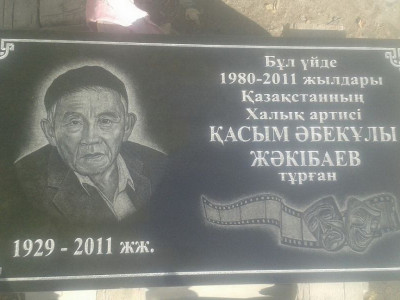 Бұл үйде
1980-2011 жылдары
Қазақстанның
Халық артисі
ҚАСЫМ ӘБЕКҰЛЫ
ЖӘКІБАЕВ
тұрған
1929 - 2011 жж.